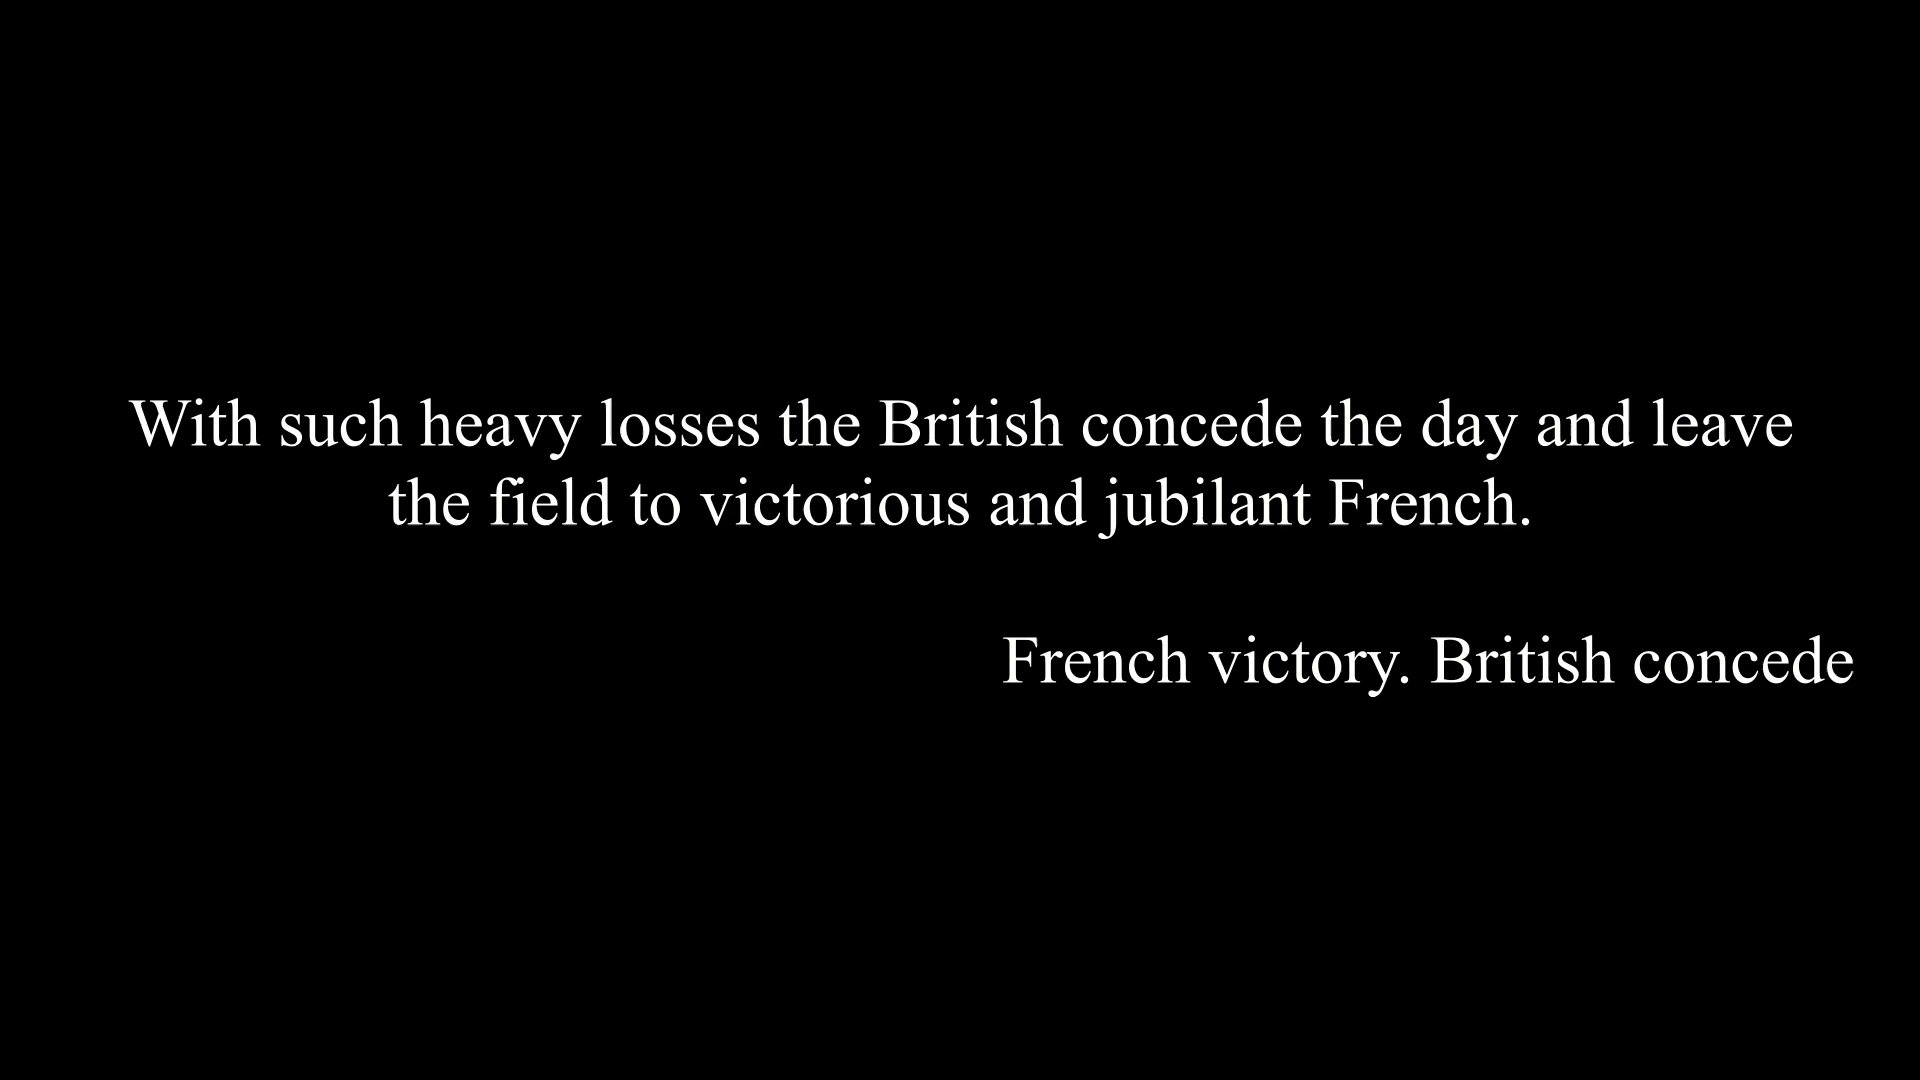 With such heavy losses the British concede the day and leave
the field to victorious and jubilant French.
French victory. British concede